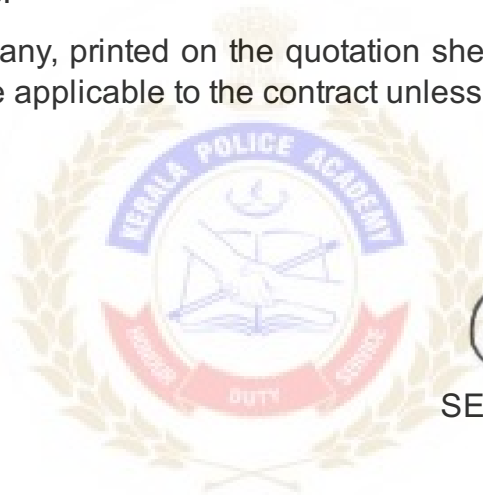 any, printed on the quotation she
e applicable to the contract unless
KERALA POLICE ACADEMY
HONOUR
DUTY
SERVICE
SE